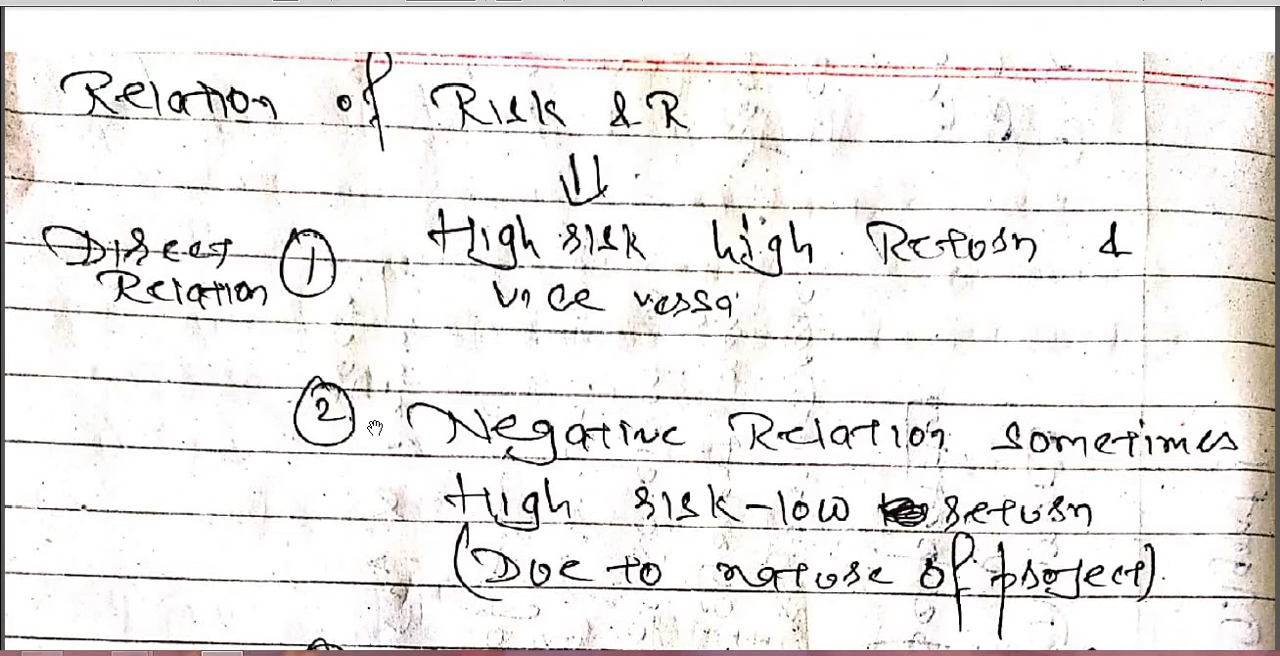 Relation of Risk & R
Direct ① High risk high Return &
Relation vice versa
② Negative Relation sometimes
High risk-low return
(Due to nature of project)